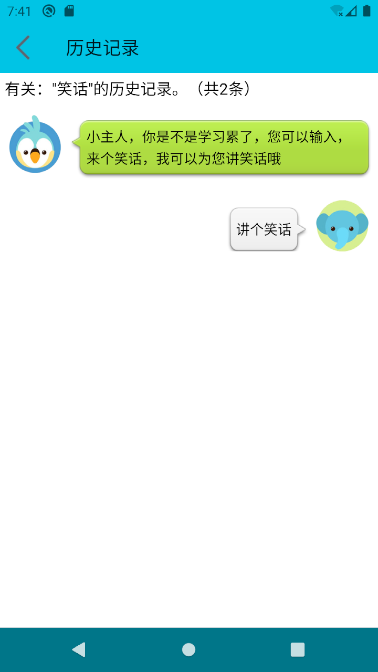 7:41
历史记录
有关："笑话"的历史记录。（共2条）
小主人，你是不是学习累了，您可以输入，
来个笑话，我可以为您讲笑话哦
讲个笑话